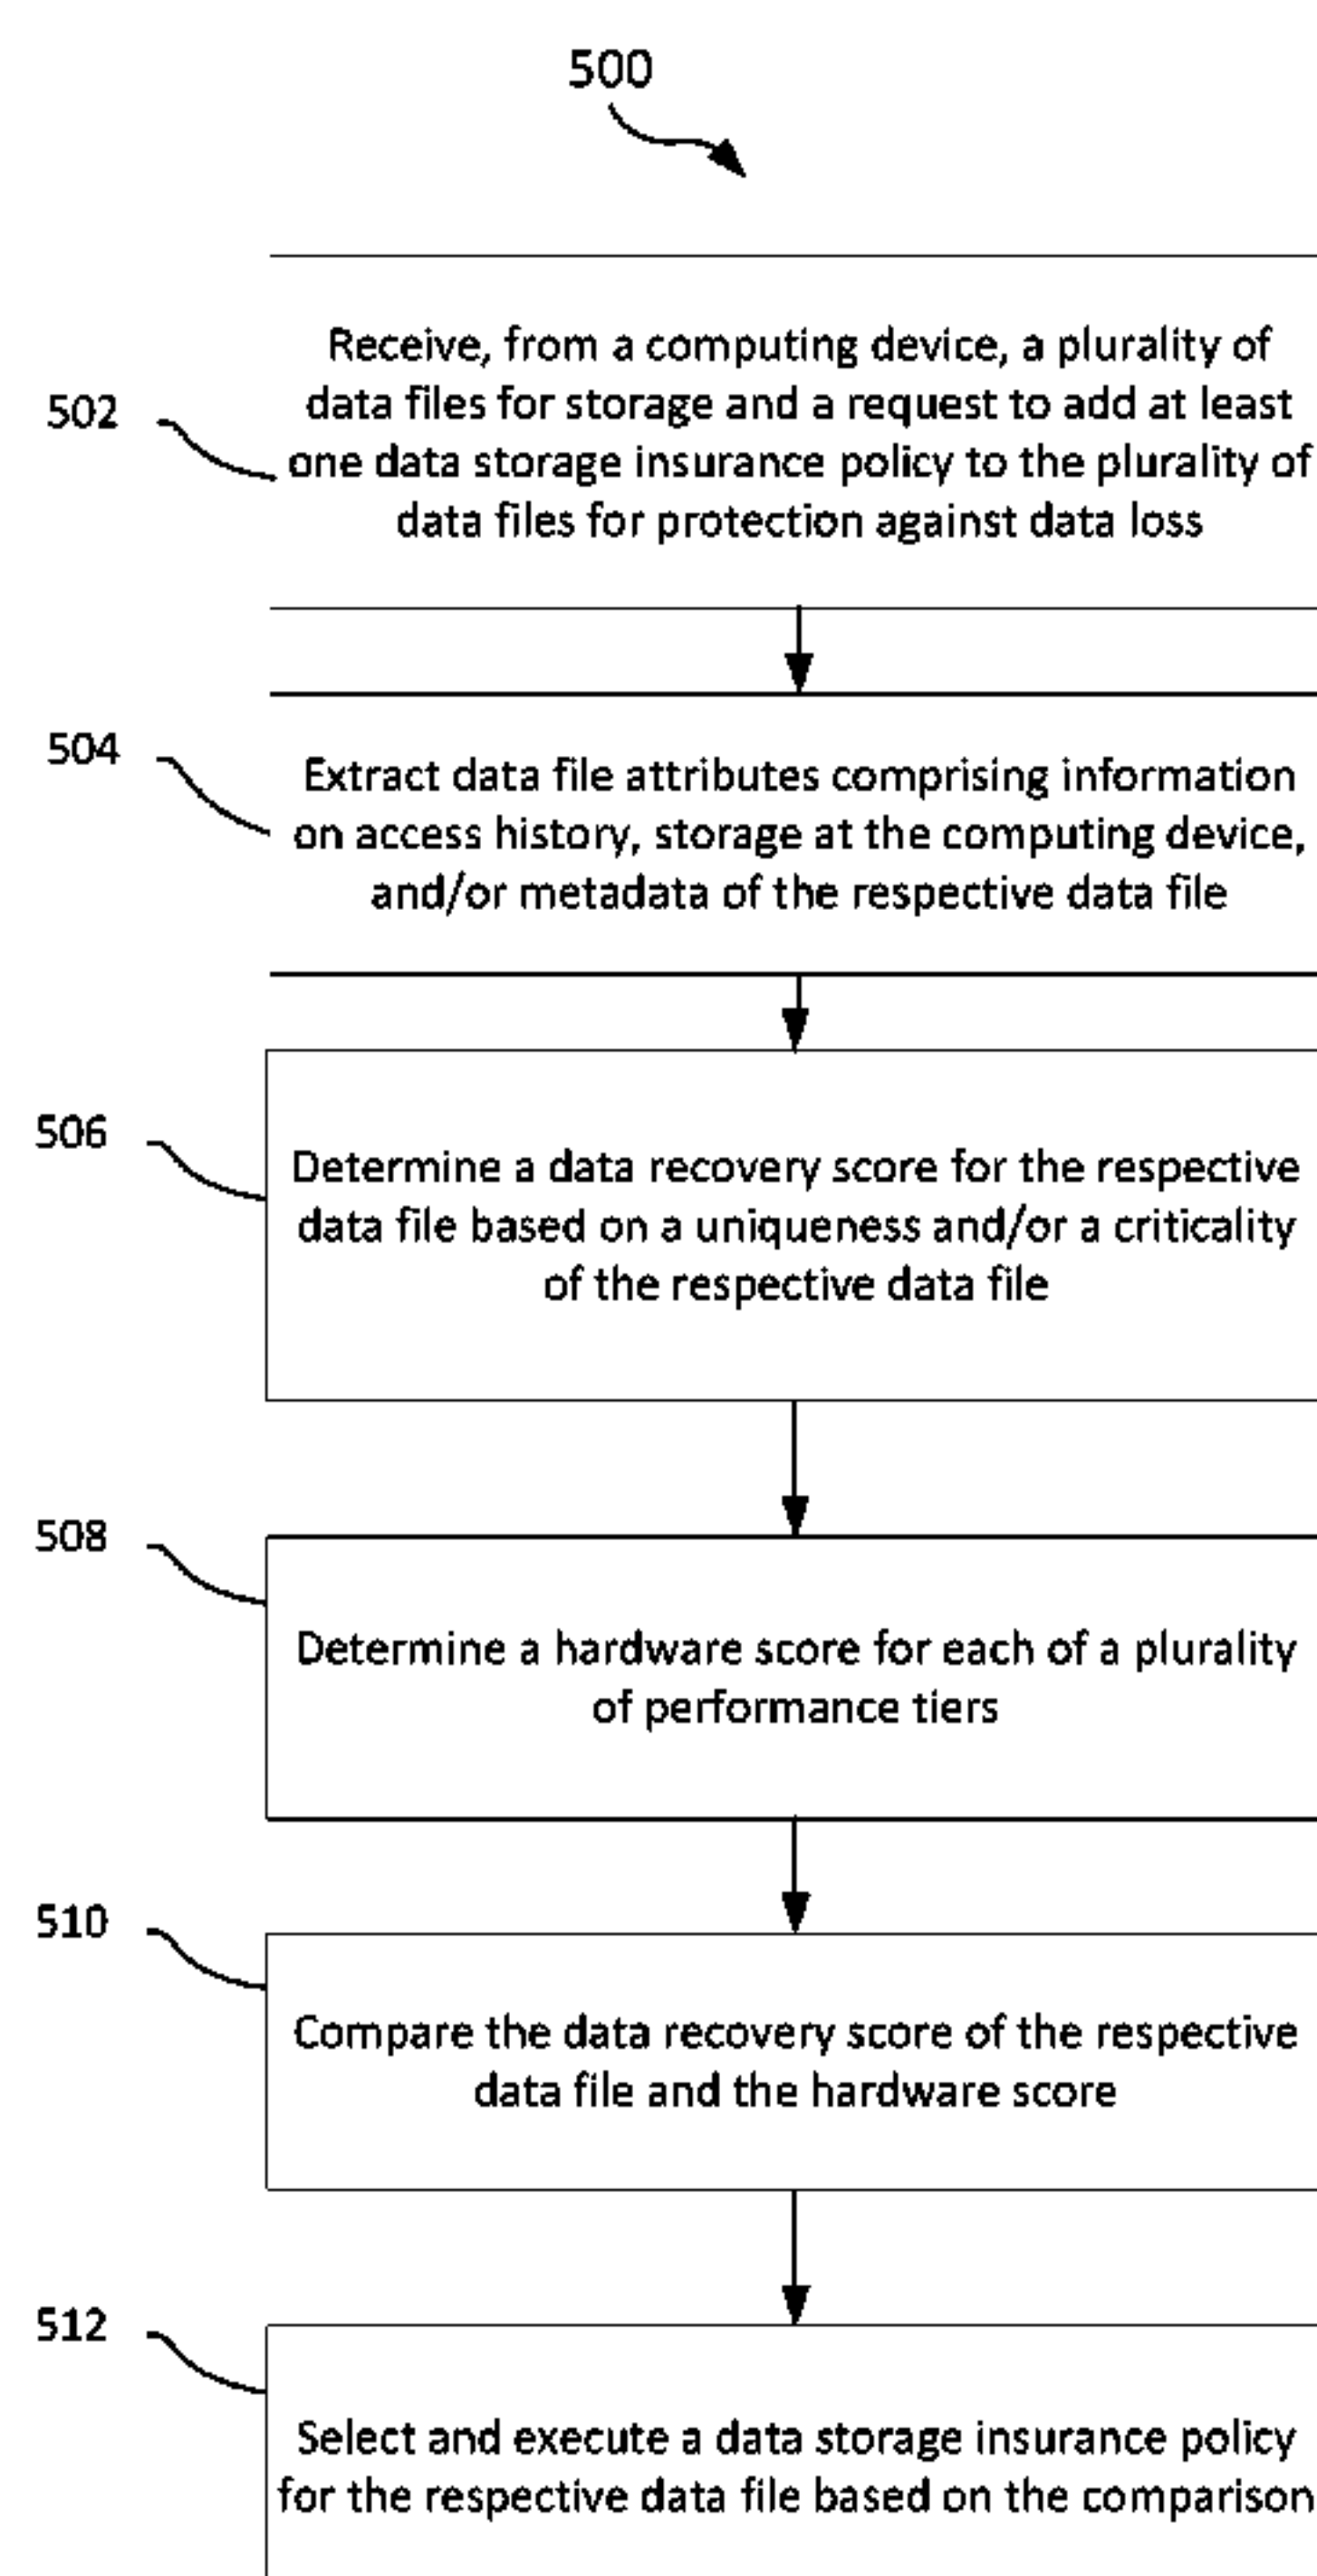 500
502
Receive, from a computing device, a plurality of
data files for storage and a request to add at least
one data storage insurance policy to the plurality of
data files for protection against data loss
504
Extract data file attributes comprising information
on access history, storage at the computing device,
and/or metadata of the respective data file
506
Determine a data recovery score for the respective
data file based on a uniqueness and/or a criticality
of the respective data file
508
Determine a hardware score for each of a plurality
of performance tiers
510
Compare the data recovery score of the respective
data file and the hardware score
512
Select and execute a data storage insurance policy
for the respective data file based on the comparison